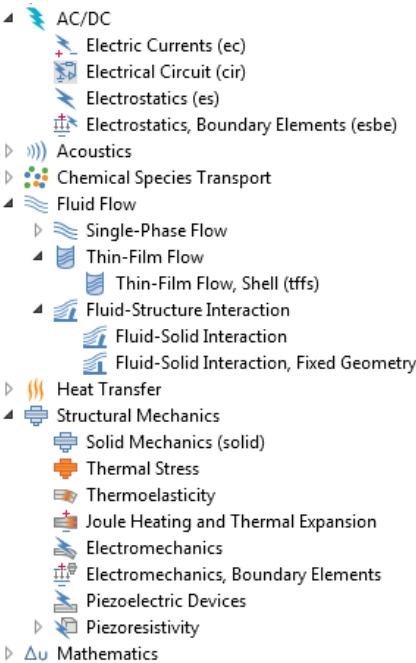 AC/DC
Electric Currents (ec)
Electrical Circuit (cir)
Electrostatics (es)
Electrostatics, Boundary Elements (esbe)
Acoustics
Chemical Species Transport
Fluid Flow
Single-Phase Flow
Thin-Film Flow
Thin-Film Flow, Shell (tffs)
Fluid-Structure Interaction
Fluid-Solid Interaction
Fluid-Solid Interaction, Fixed Geometry
Heat Transfer
Structural Mechanics
Solid Mechanics (solid)
Thermal Stress
Thermoelasticity
Joule Heating and Thermal Expansion
Electromechanics
Electromechanics, Boundary Elements
Piezoelectric Devices
Piezoresistivity
Δu Mathematics